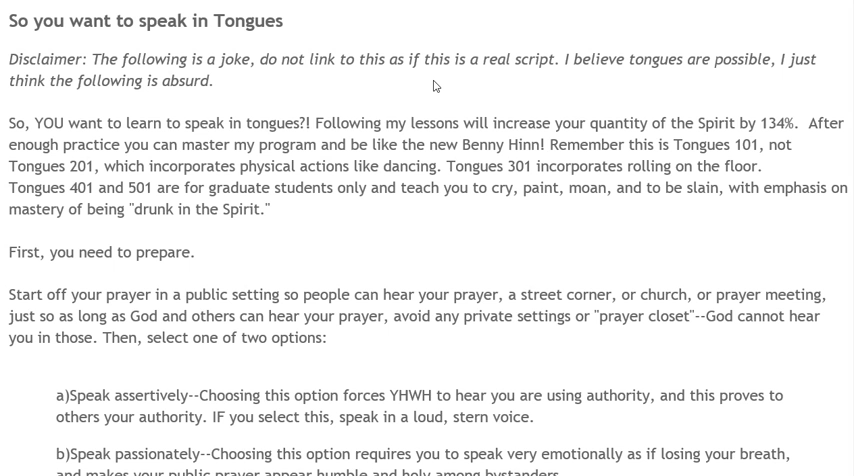 So you want to speak in Tongues
Disclaimer: The following is a joke, do not link to this as if this is a real script. I believe tongues are possible, I just
think the following is absurd.
So, YOU want to learn to speak in tongues?! Following my lessons will increase your quantity of the Spirit by 134%.  After
enough practice you can master my program and be like the new Benny Hinn! Remember this is Tongues 101, not
Tongues 201, which incorporates physical actions like dancing. Tongues 301 incorporates rolling on the floor.
Tongues 401 and 501 are for graduate students only and teach you to cry, paint, moan, and to be slain, with emphasis on
mastery of being "drunk in the Spirit."
First, you need to prepare.
Start off your prayer in a public setting so people can hear your prayer, a street corner, or church, or prayer meeting,
just so as long as God and others can hear your prayer, avoid any private settings or "prayer closet"--God cannot hear
you in those. Then, select one of two options:
a)Speak assertively--Choosing this option forces YHWH to hear you are using authority, and this proves to
others your authority. IF you select this, speak in a loud, stern voice.
b)Speak passionately--Choosing this option requires you to speak very emotionally as if losing your breath,
and makes your public prayer appear humble and holy among bystanders.